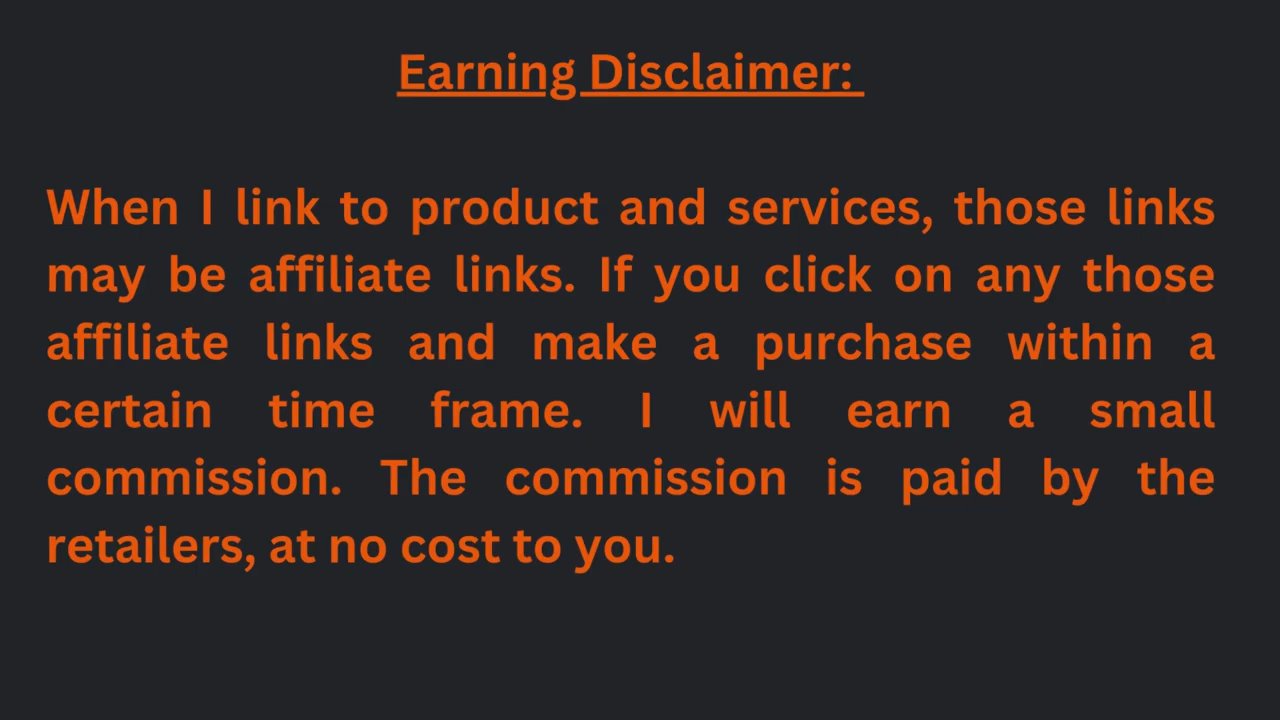 Earning Disclaimer:
When I link to product and services, those links
may be affiliate links. If you click on any those
affiliate links and make a purchase within a
certain time frame. I will earn a small
commission. The commission is paid by the
retailers, at no cost to you.